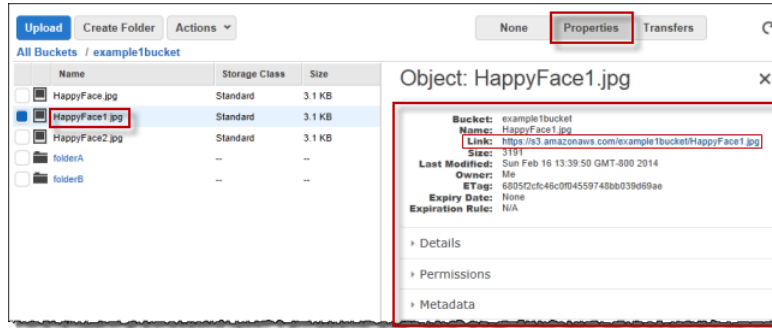 Upload Create Folder Actions None Properties Transfers
All Buckets / example1bucket
Name Storage Class Size
HappyFace.jpg Standard 3.1 KB
HappyFace1.jpg Standard 3.1 KB
HappyFace2.jpg Standard 3.1 KB
folderA -- --
folderB -- --
Object: HappyFace1.jpg
Bucket: example1bucket
Name: HappyFace1.jpg
Link: https://s3.amazonaws.com/example1bucket/HappyFace1.jpg
Size: 3191
Last Modified: Sun Feb 16 13:39:50 GMT-800 2014
Owner: Me
ETag: 6805f2cfc46c0f04559748bb039d69ae
Expiry Date: None
Expiration Rule: N/A
Details
Permissions
Metadata